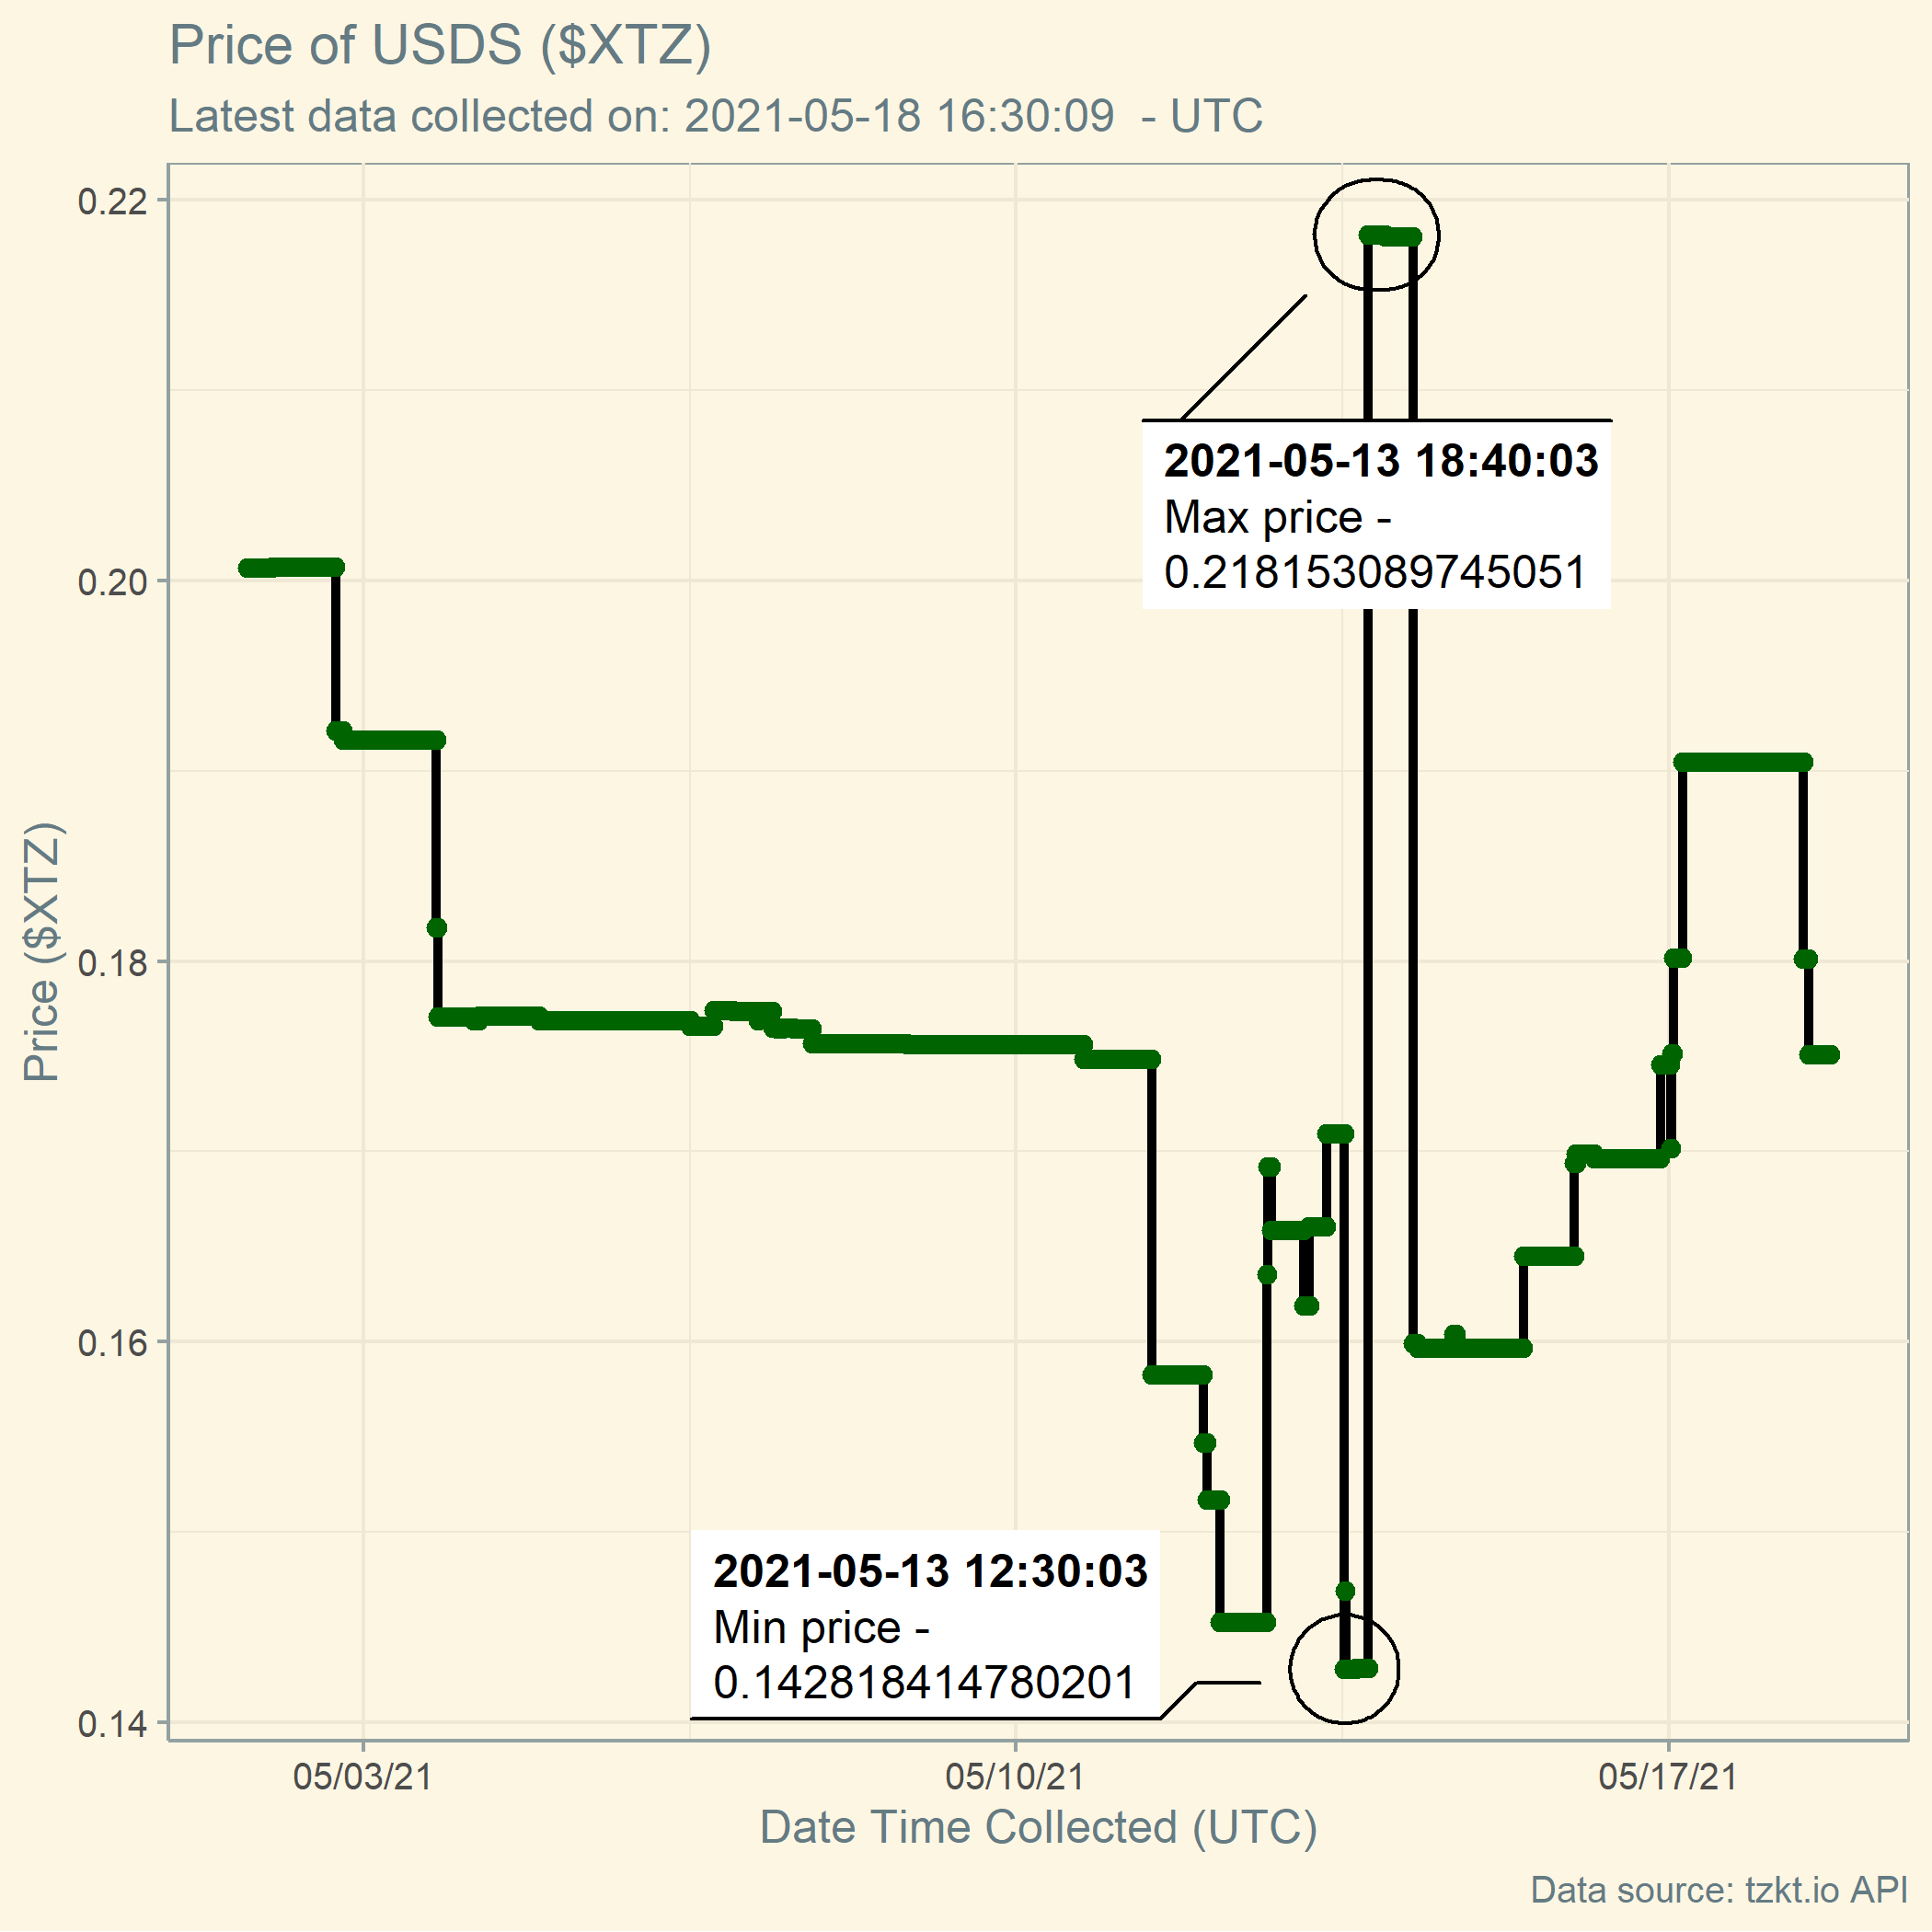 Price of USDS ($XTZ)
Latest data collected on: 2021-05-18 16:30:09  - UTC
0.22
0.20
0.18
0.16
0.14
Price ($XTZ)
2021-05-13 18:40:03
Max price -
0.218153089745051
2021-05-13 12:30:03
Min price -
0.142818414780201
05/03/21
05/10/21
05/17/21
Date Time Collected (UTC)
Data source: tzkt.io API